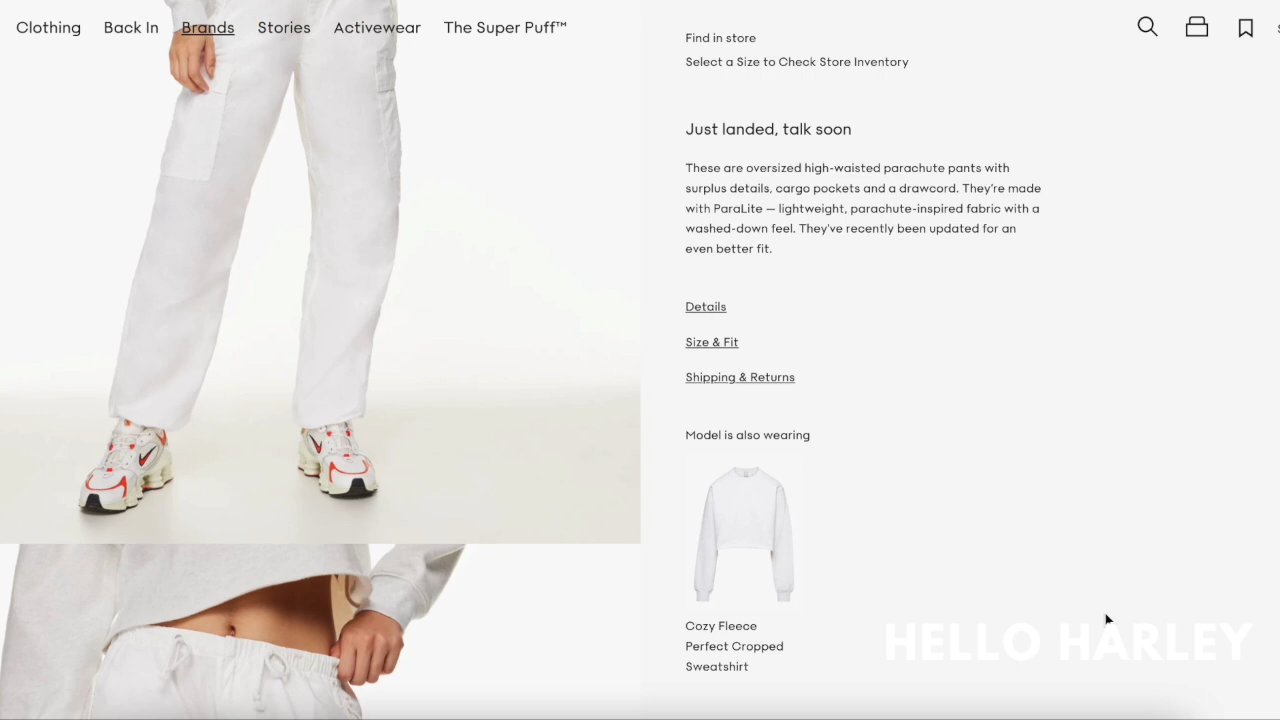 Clothing Back In Brands Stories Activewear The Super Puff™
Find in store
Select a Size to Check Store Inventory
Just landed, talk soon
These are oversized high-waisted parachute pants with
surplus details, cargo pockets and a drawcord. They're made
with ParaLite — lightweight, parachute-inspired fabric with a
washed-down feel. They've recently been updated for an
even better fit.
Details
Size & Fit
Shipping & Returns
Model is also wearing
Cozy Fleece
Perfect Cropped
Sweatshirt
HELLO HARLEY